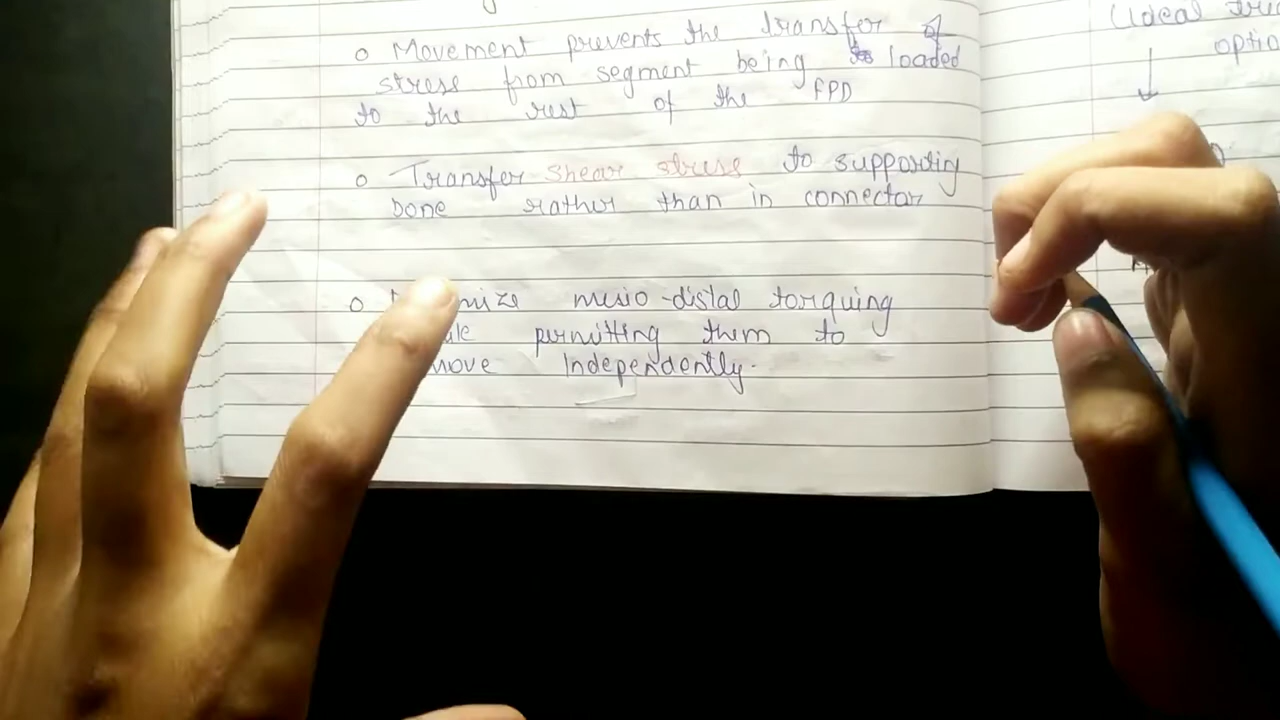 o Movement prevents the transfer of
stress from segment being loaded
to the rest of the FPD
o Transfer shear stress to supporting
bone rather than in connector
o mesio-distal torquing
permitting them to
move Independently.
(Ideal